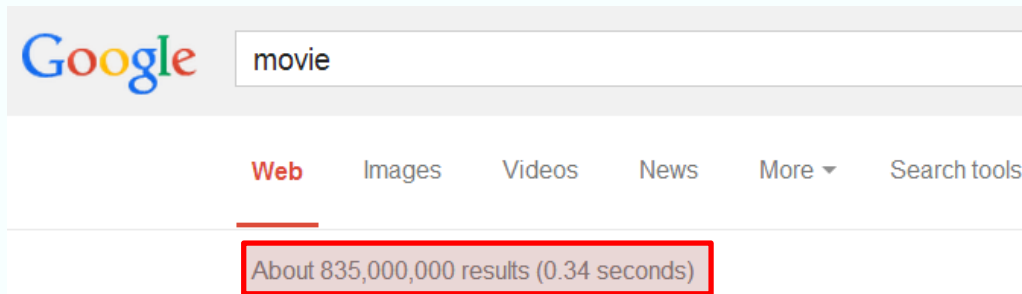 Google movie
Web Images Videos News More Search tools
About 835,000,000 results (0.34 seconds)